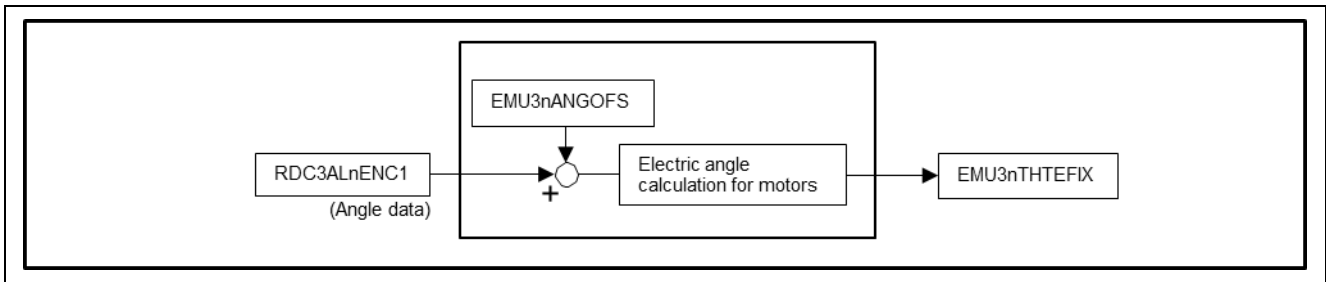 EMU3nANGOFS
RDC3ALnENC1
(Angle data)
+
Electric angle
calculation for motors
EMU3nTHTEFIX